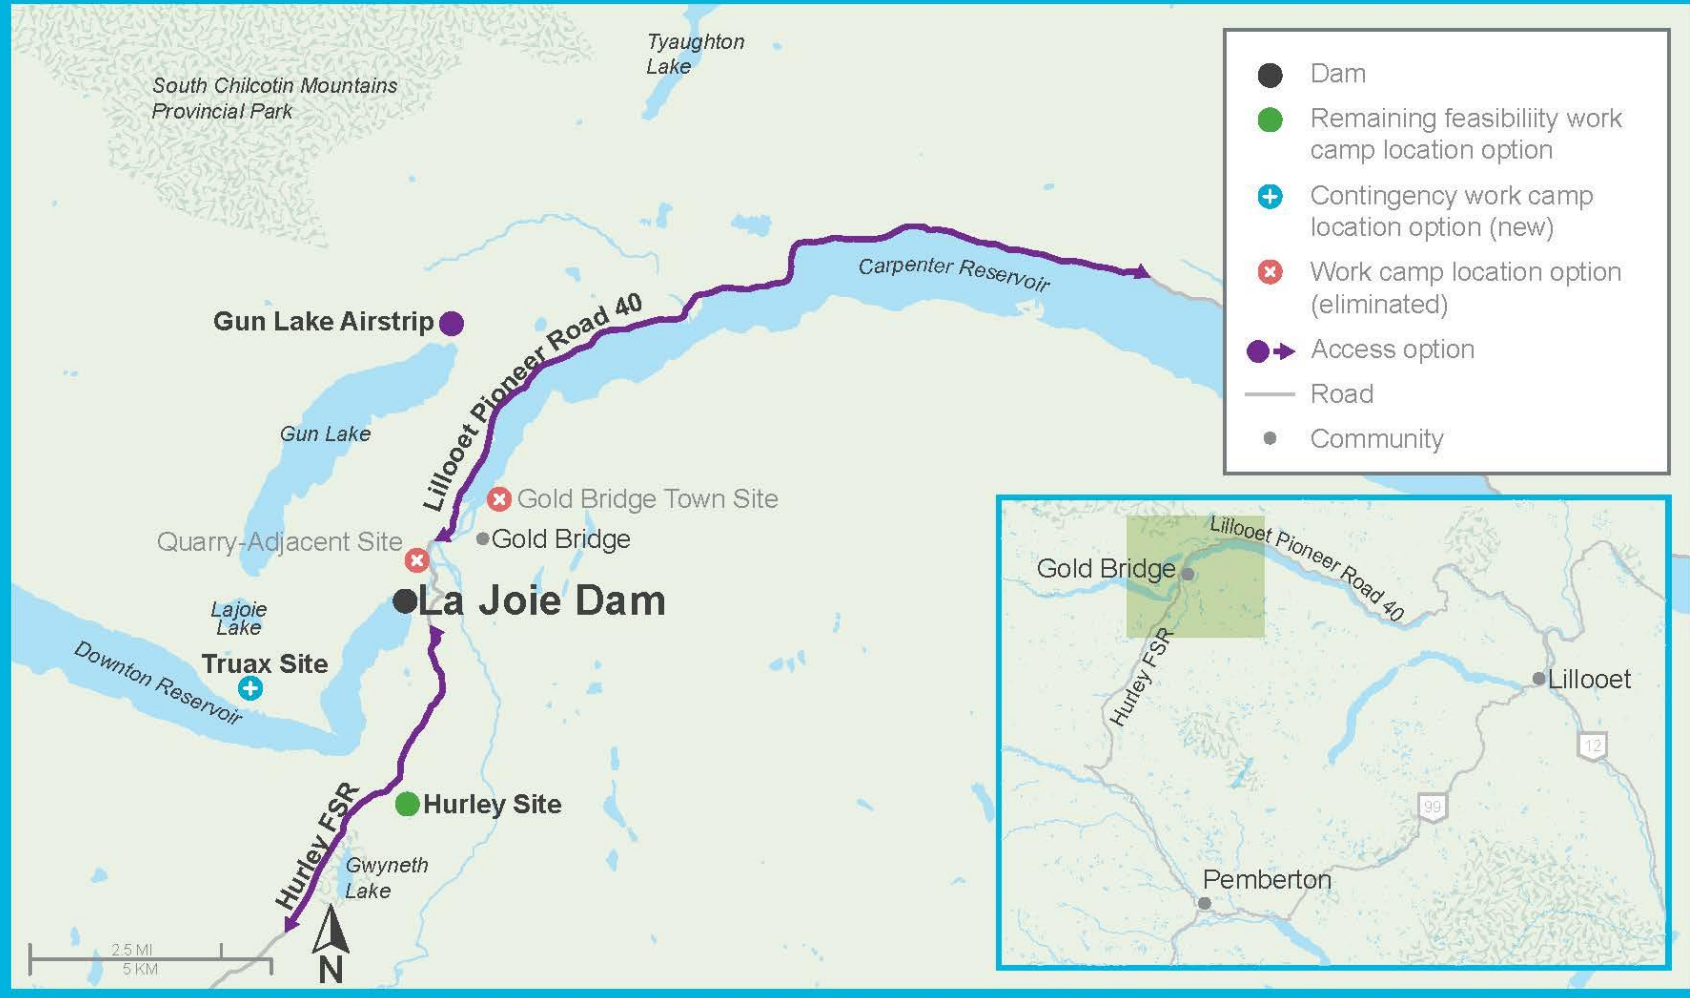 Tyaughton
Lake
South Chilcotin Mountains
Provincial Park
Dam
Remaining feasibiliity work
camp location option
Contingency work camp
location option (new)
Work camp location option
(eliminated)
Access option
Road
Community
Carpenter Reservoir
Gun Lake Airstrip
Lillooet Pioneer Road 40
Gun Lake
Gold Bridge Town Site
Quarry-Adjacent Site
Gold Bridge
La Joie Dam
Lajoie
Lake
Truax Site
Downton Reservoir
Hurley Site
Hurley FSR
Gwyneth
Lake
2.5 MI
5 KM
N
Lillooet Pioneer Road 40
Gold Bridge
Hurley FSR
Lillooet
12
99
Pemberton